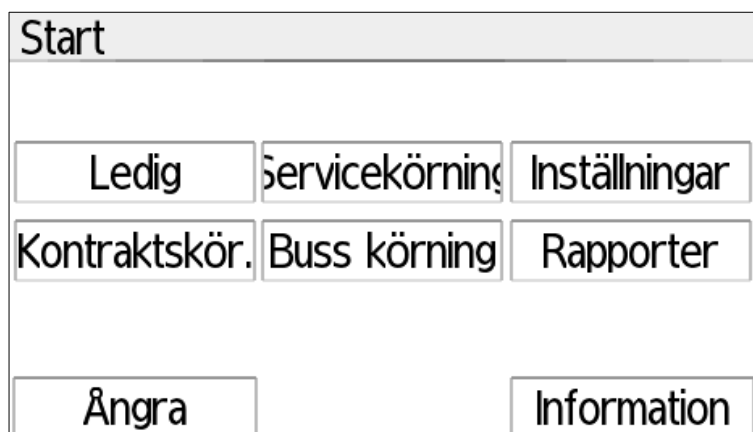 Start
Ledig Servicekörning Inställningar
Kontraktskör. Buss körning Rapporter
Ångra Information